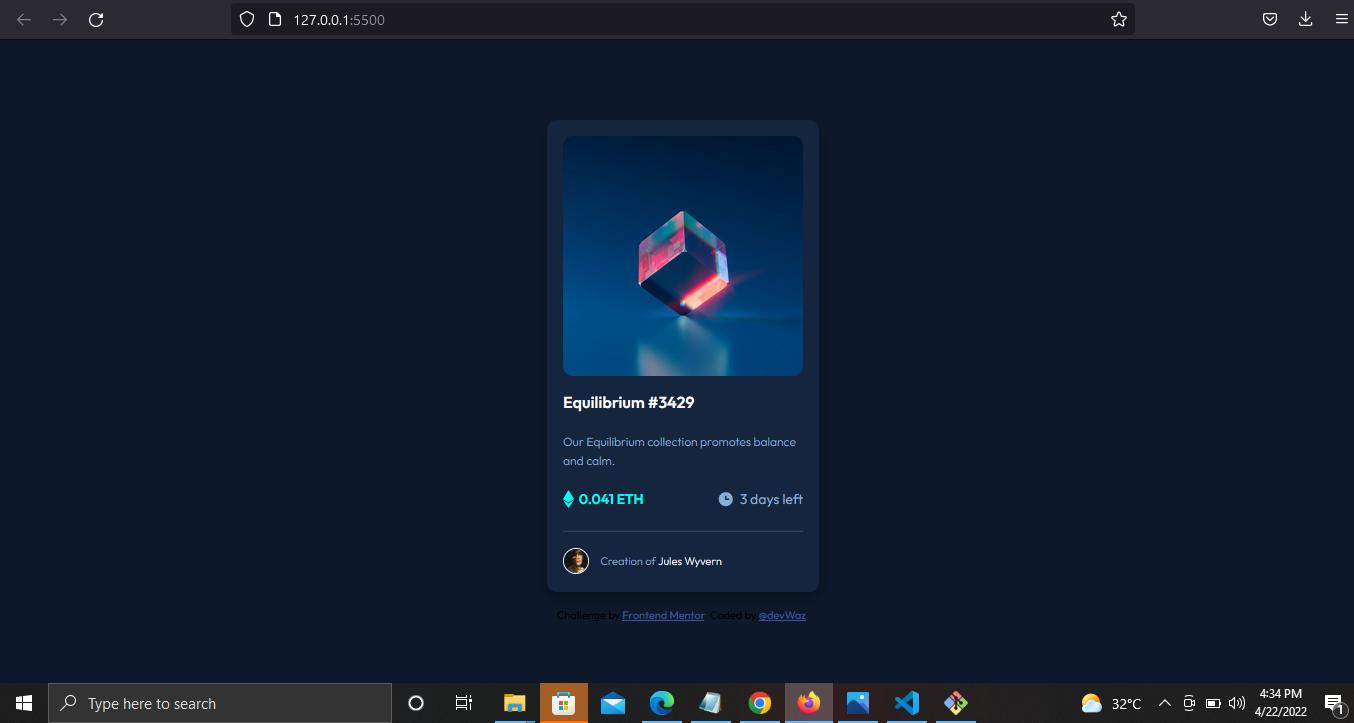 127.0.0.1:5500
Equilibrium #3429
Our Equilibrium collection promotes balance
and calm.
0.041 ETH
3 days left
Creation of Jules Wyvern
Challenge by Frontend Mentor. Coded by @devWaz
Type here to search
32°C
4:34 PM
4/22/2022
1